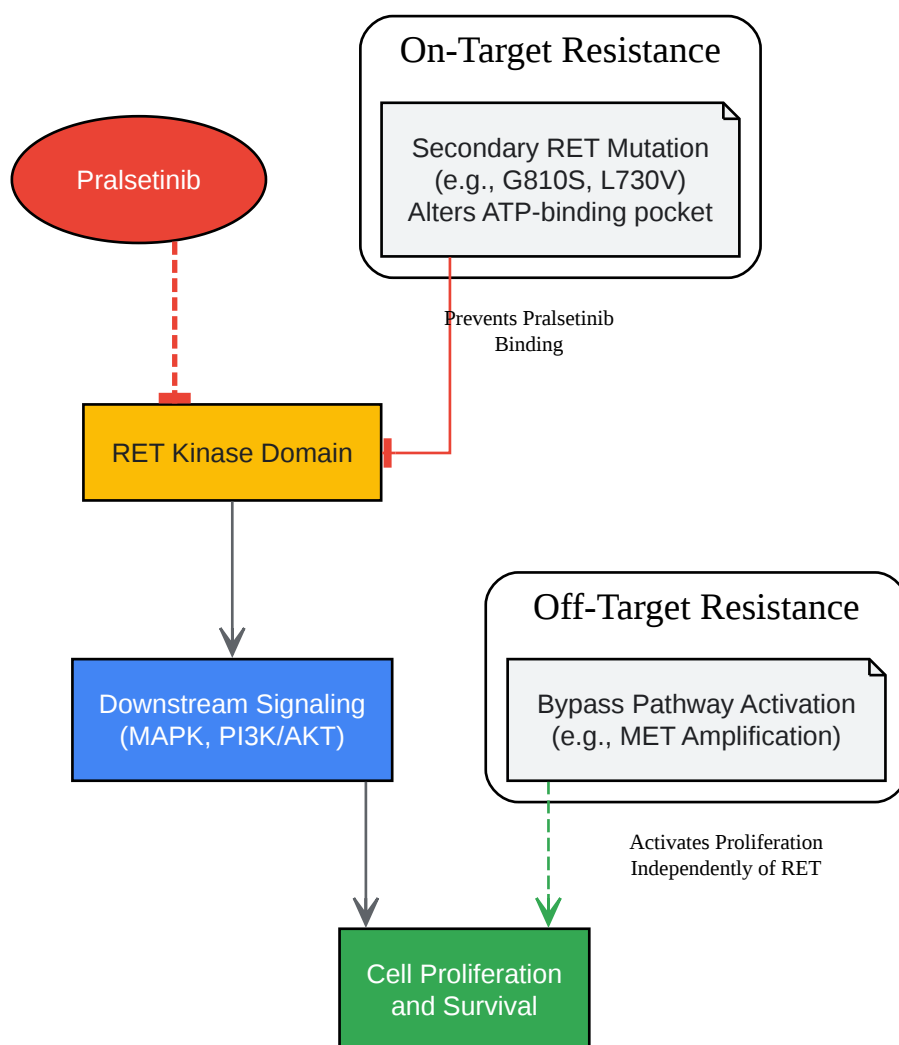 On-Target Resistance
Secondary RET Mutation
(e.g., G810S, L730V)
Alters ATP-binding pocket
Pralsetinib
Prevents Pralsetinib
Binding
RET Kinase Domain
Off-Target Resistance
Downstream Signaling
(MAPK, PI3K/AKT)
Bypass Pathway Activation
(e.g., MET Amplification)
Activates Proliferation
Independently of RET
Cell Proliferation
and Survival